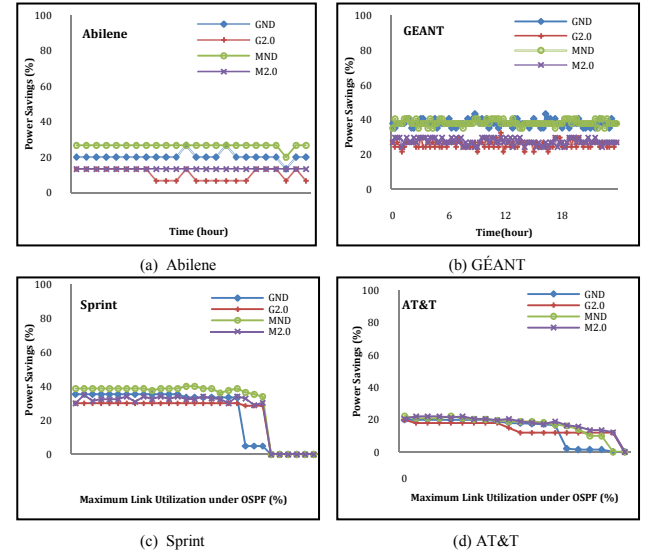 100
Abilene
GND
G2.0
MND
M2.0
80
60
40
20
0
Power Savings (%)
Time (hour)
(a) Abilene
100
GEANT
GND
G2.0
MND
M2.0
80
60
40
20
0
Power Savings (%)
0 6 12 18
Time(hour)
(b) GÉANT
100
Sprint
GND
G2.0
MND
M2.0
80
60
40
20
0
Power Savings (%)
Maximum Link Utilization under OSPF (%)
(c) Sprint
100
AT&T
GND
G2.0
MND
M2.0
80
60
40
20
0
Power Savings (%)
0
Maximum Link Utilization under OSPF (%)
(d) AT&T